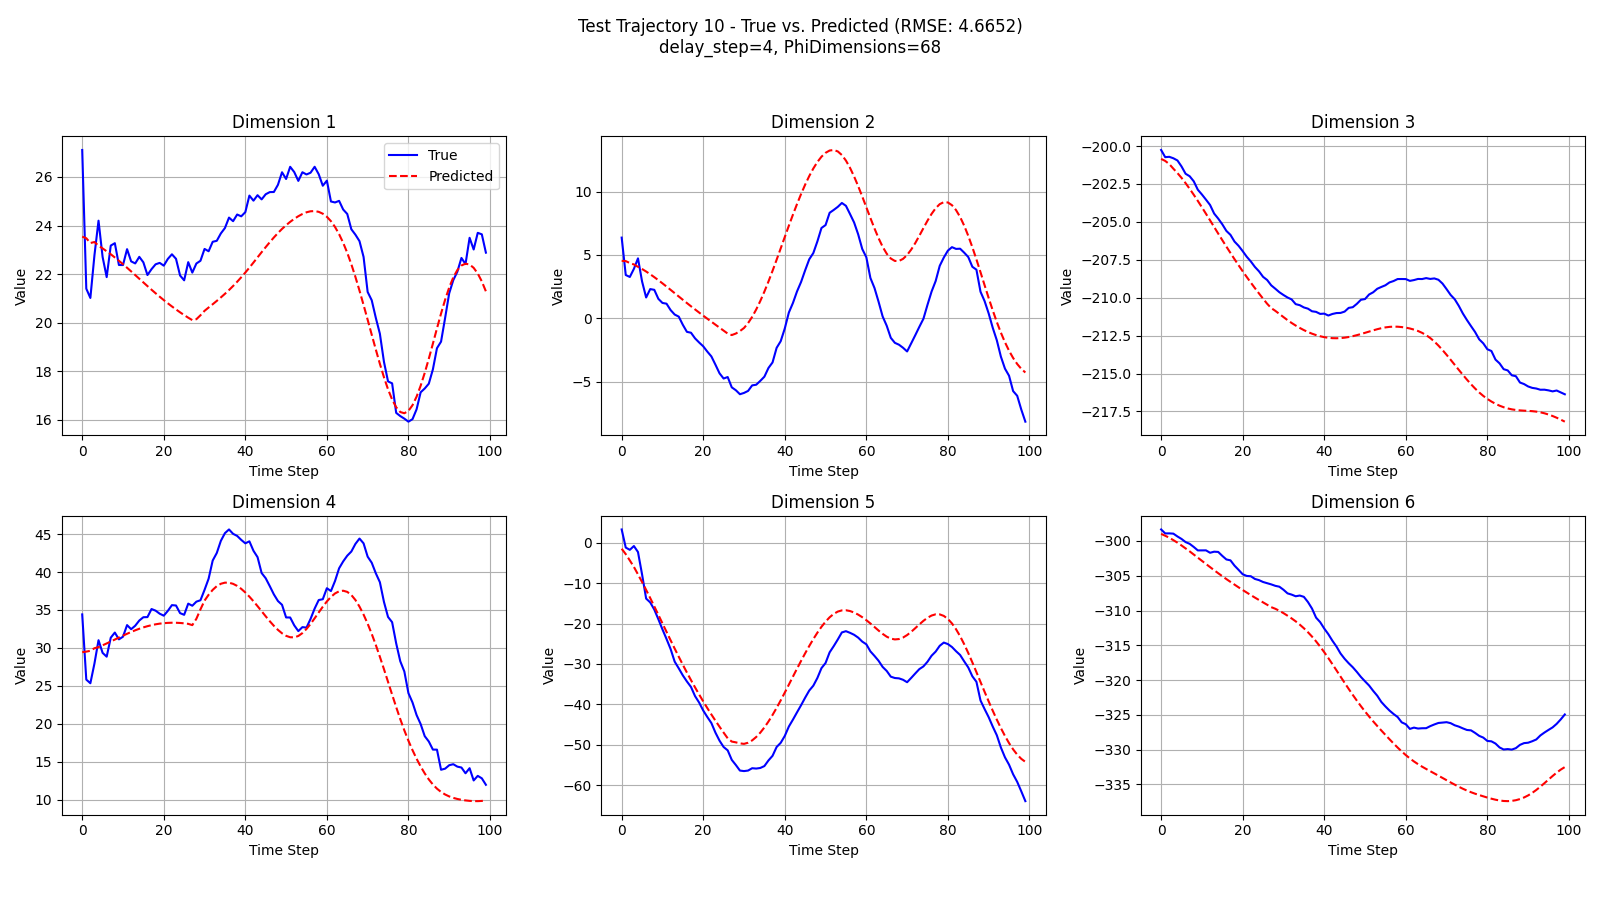 Test Trajectory 10 - True vs. Predicted (RMSE: 4.6652)
delay_step=4, PhiDimensions=68
Dimension 1
True
Predicted
26
24
22
20
18
16
Value
0 20 40 60 80 100
Time Step
Dimension 2
10
5
0
−5
Value
0 20 40 60 80 100
Time Step
Dimension 3
−200.0
−202.5
−205.0
−207.5
−210.0
−212.5
−215.0
−217.5
Value
0 20 40 60 80 100
Time Step
Dimension 4
45
40
35
30
25
20
15
10
Value
0 20 40 60 80 100
Time Step
Dimension 5
0
−10
−20
−30
−40
−50
−60
Value
0 20 40 60 80 100
Time Step
Dimension 6
−300
−305
−310
−315
−320
−325
−330
−335
Value
0 20 40 60 80 100
Time Step